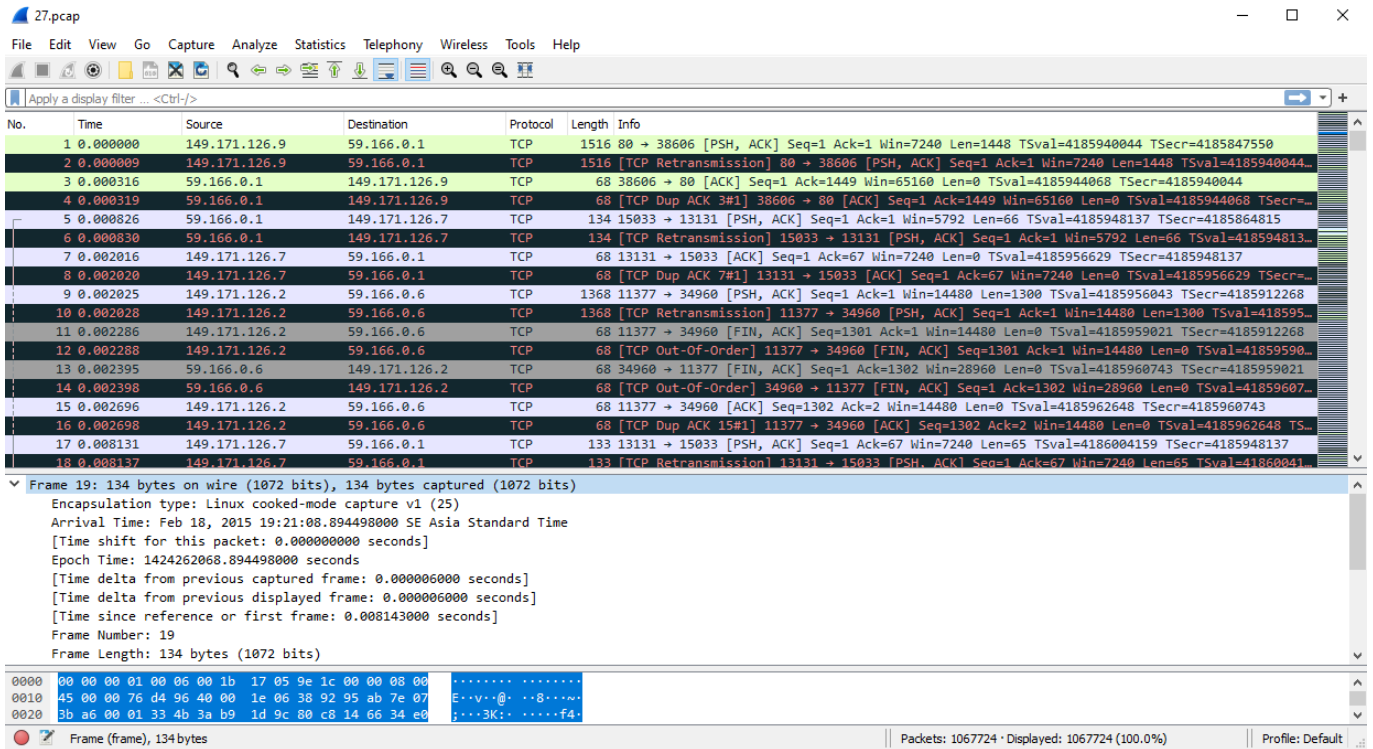 27.pcap
File Edit View Go Capture Analyze Statistics Telephony Wireless Tools Help
Apply a display filter ... <Ctrl-/>
No. Time Source Destination Protocol Length Info
1 0.000000 149.171.126.9 59.166.0.1 TCP 1516 80 → 38606 [PSH, ACK] Seq=1 Ack=1 Win=7240 Len=1448 TSval=4185940044 TSecr=4185847550
2 0.000009 149.171.126.9 59.166.0.1 TCP 1516 [TCP Retransmission] 80 → 38606 [PSH, ACK] Seq=1 Ack=1 Win=7240 Len=1448 TSval=4185940044…
3 0.000316 59.166.0.1 149.171.126.9 TCP 68 38606 → 80 [ACK] Seq=1 Ack=1449 Win=65160 Len=0 TSval=4185944068 TSecr=4185940044
4 0.000319 59.166.0.1 149.171.126.9 TCP 68 [TCP Dup ACK 3#1] 38606 → 80 [ACK] Seq=1 Ack=1449 Win=65160 Len=0 TSval=4185944068 TSecr=…
5 0.000826 59.166.0.1 149.171.126.7 TCP 134 15033 → 13131 [PSH, ACK] Seq=1 Ack=1 Win=5792 Len=66 TSval=4185948137 TSecr=4185864815
6 0.000830 59.166.0.1 149.171.126.7 TCP 134 [TCP Retransmission] 15033 → 13131 [PSH, ACK] Seq=1 Ack=1 Win=5792 Len=66 TSval=418594813…
7 0.002016 149.171.126.7 59.166.0.1 TCP 68 13131 → 15033 [ACK] Seq=1 Ack=67 Win=7240 Len=0 TSval=4185956629 TSecr=4185948137
8 0.002020 149.171.126.7 59.166.0.1 TCP 68 [TCP Dup ACK 7#1] 13131 → 15033 [ACK] Seq=1 Ack=67 Win=7240 Len=0 TSval=4185956629 TSecr=…
9 0.002025 149.171.126.2 59.166.0.6 TCP 1368 11377 → 34960 [PSH, ACK] Seq=1 Ack=1 Win=14480 Len=1300 TSval=4185956043 TSecr=4185912268
10 0.002028 149.171.126.2 59.166.0.6 TCP 1368 [TCP Retransmission] 11377 → 34960 [PSH, ACK] Seq=1 Ack=1 Win=14480 Len=1300 TSval=418595…
11 0.002286 149.171.126.2 59.166.0.6 TCP 68 11377 → 34960 [FIN, ACK] Seq=1301 Ack=1 Win=14480 Len=0 TSval=4185959021 TSecr=4185912268
12 0.002288 149.171.126.2 59.166.0.6 TCP 68 [TCP Out-Of-Order] 11377 → 34960 [FIN, ACK] Seq=1301 Ack=1 Win=14480 Len=0 TSval=41859590…
13 0.002395 59.166.0.6 149.171.126.2 TCP 68 34960 → 11377 [FIN, ACK] Seq=1 Ack=1302 Win=28960 Len=0 TSval=4185960743 TSecr=4185959021
14 0.002398 59.166.0.6 149.171.126.2 TCP 68 [TCP Out-Of-Order] 34960 → 11377 [FIN, ACK] Seq=1 Ack=1302 Win=28960 Len=0 TSval=41859607…
15 0.002696 149.171.126.2 59.166.0.6 TCP 68 11377 → 34960 [ACK] Seq=1302 Ack=2 Win=14480 Len=0 TSval=4185962648 TSecr=4185960743
16 0.002698 149.171.126.2 59.166.0.6 TCP 68 [TCP Dup ACK 15#1] 11377 → 34960 [ACK] Seq=1302 Ack=2 Win=14480 Len=0 TSval=4185962648 TS…
17 0.008131 149.171.126.7 59.166.0.1 TCP 133 13131 → 15033 [PSH, ACK] Seq=1 Ack=67 Win=7240 Len=65 TSval=4186004159 TSecr=4185948137
18 0.008137 149.171.126.7 59.166.0.1 TCP 133 [TCP Retransmission] 13131 → 15033 [PSH, ACK] Seq=1 Ack=67 Win=7240 Len=65 TSval=41860041…
Frame 19: 134 bytes on wire (1072 bits), 134 bytes captured (1072 bits)
Encapsulation type: Linux cooked-mode capture v1 (25)
Arrival Time: Feb 18, 2015 19:21:08.894498000 SE Asia Standard Time
[Time shift for this packet: 0.000000000 seconds]
Epoch Time: 1424262068.894498000 seconds
[Time delta from previous captured frame: 0.000006000 seconds]
[Time delta from previous displayed frame: 0.000006000 seconds]
[Time since reference or first frame: 0.008143000 seconds]
Frame Number: 19
Frame Length: 134 bytes (1072 bits)
0000 00 00 00 01 00 06 00 1b 17 05 9e 1c 00 00 08 00 ········ ········
0010 45 00 00 76 d4 96 40 00 1e 06 38 92 95 ab 7e 07 E··v··@· ··8···~·
0020 3b a6 00 01 33 4b 3a b9 1d 9c 80 c8 14 66 34 e0 ;···3K:· ·····f4·
Frame (frame), 134 bytes Packets: 1067724 · Displayed: 1067724 (100.0%) Profile: Default